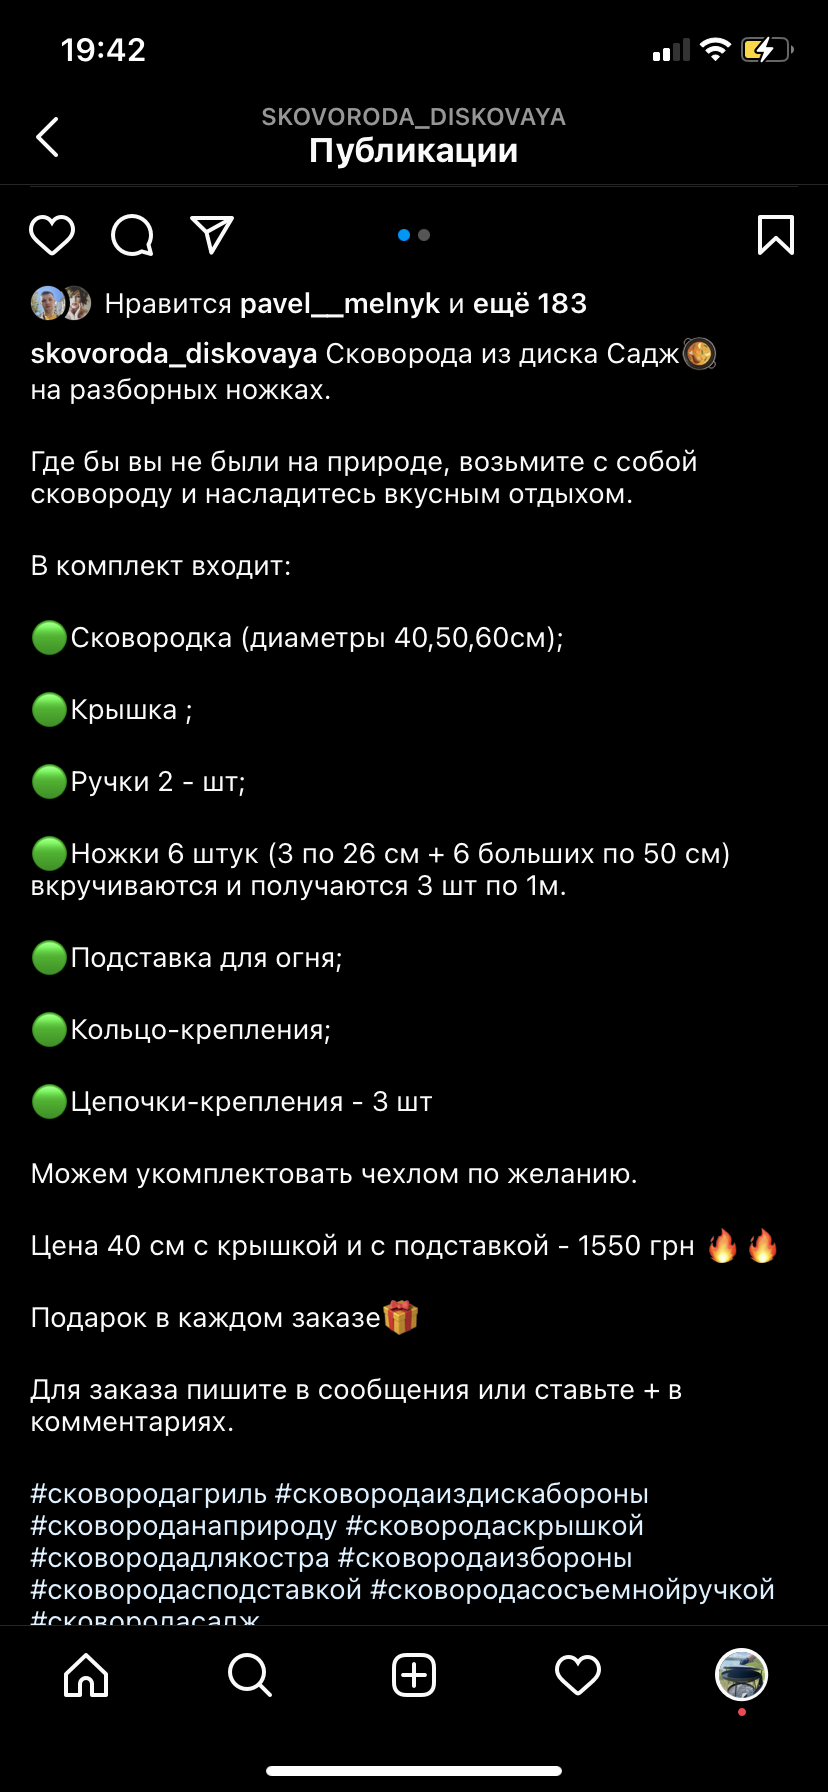 19:42
SKOVORODA_DISKOVAYA
Публикации
Нравится pavel__melnyk и ещё 183
skovoroda_diskovaya Сковорода из диска Садж🥘
на разборных ножках.
Где бы вы не были на природе, возьмите с собой
сковороду и насладитесь вкусным отдыхом.
В комплект входит:
🟢Сковородка (диаметры 40,50,60см);
🟢Крышка ;
🟢Ручки 2 - шт;
🟢Ножки 6 штук (3 по 26 см + 6 больших по 50 см)
вкручиваются и получаются 3 шт по 1м.
🟢Подставка для огня;
🟢Кольцо-крепления;
🟢Цепочки-крепления - 3 шт
Можем укомплектовать чехлом по желанию.
Цена 40 см с крышкой и с подставкой - 1550 грн 🔥 🔥
Подарок в каждом заказе🎁
Для заказа пишите в сообщения или ставьте + в
комментариях.
#сковородагриль #сковородаиздискабороны
#сковороданаприроду #сковородаскрышкой
#сковородадлякостра #сковородаизбороны
#сковородасподставкой #сковородасосъемнойручкой
#сковородасадж